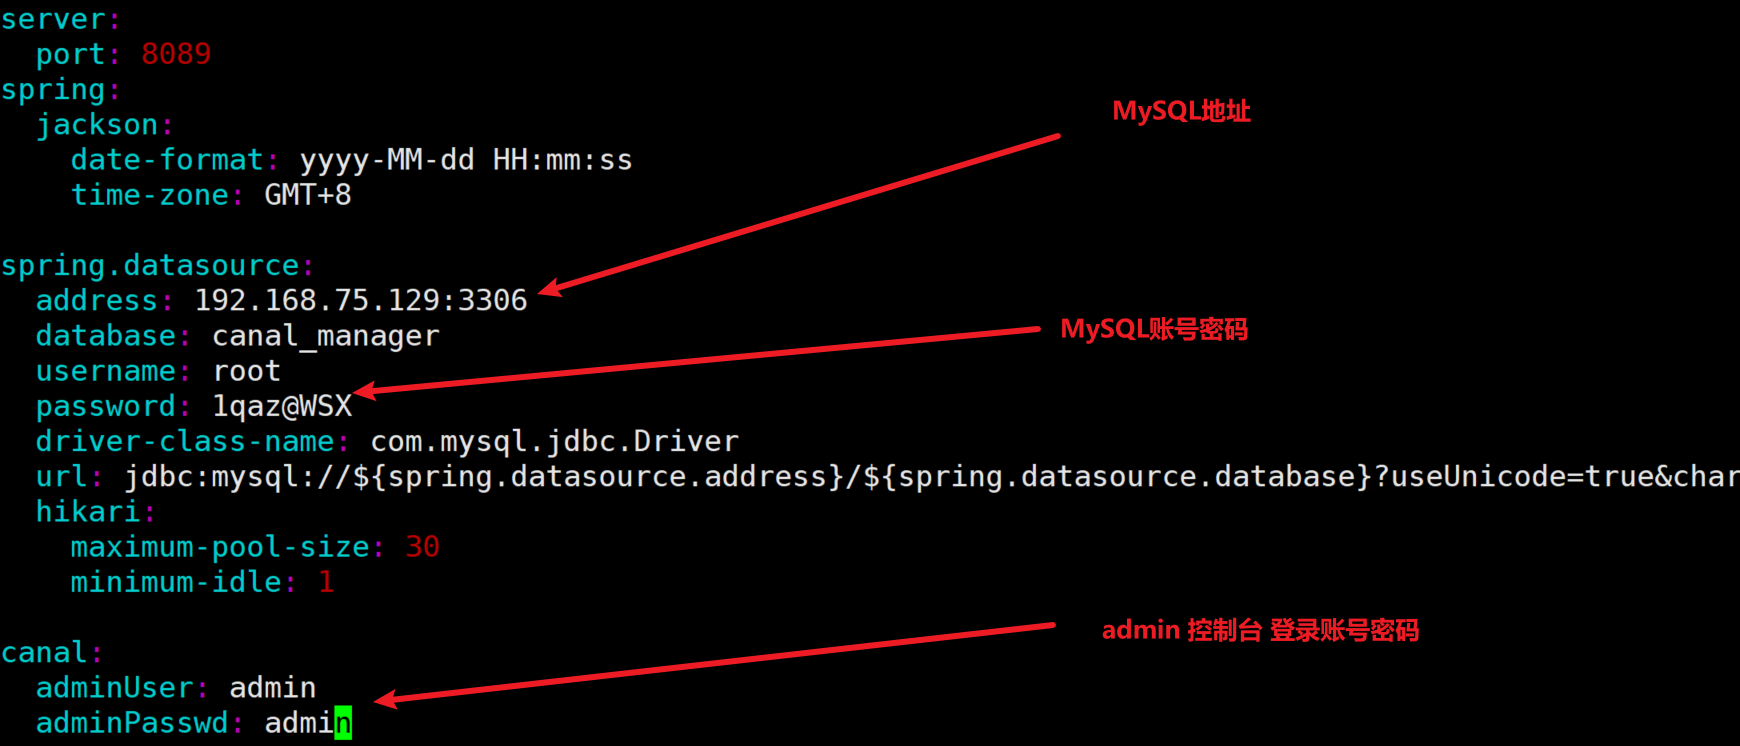 server:
  port: 8089
spring:
  jackson:
    date-format: yyyy-MM-dd HH:mm:ss
    time-zone: GMT+8
MySQL地址
spring.datasource:
  address: 192.168.75.129:3306
  database: canal_manager
MySQL账号密码
  username: root
  password: 1qaz@WSX
  driver-class-name: com.mysql.jdbc.Driver
  url: jdbc:mysql://${spring.datasource.address}/${spring.datasource.database}?useUnicode=true&char
  hikari:
    maximum-pool-size: 30
    minimum-idle: 1
admin 控制台 登录账号密码
canal:
  adminUser: admin
  adminPasswd: admin